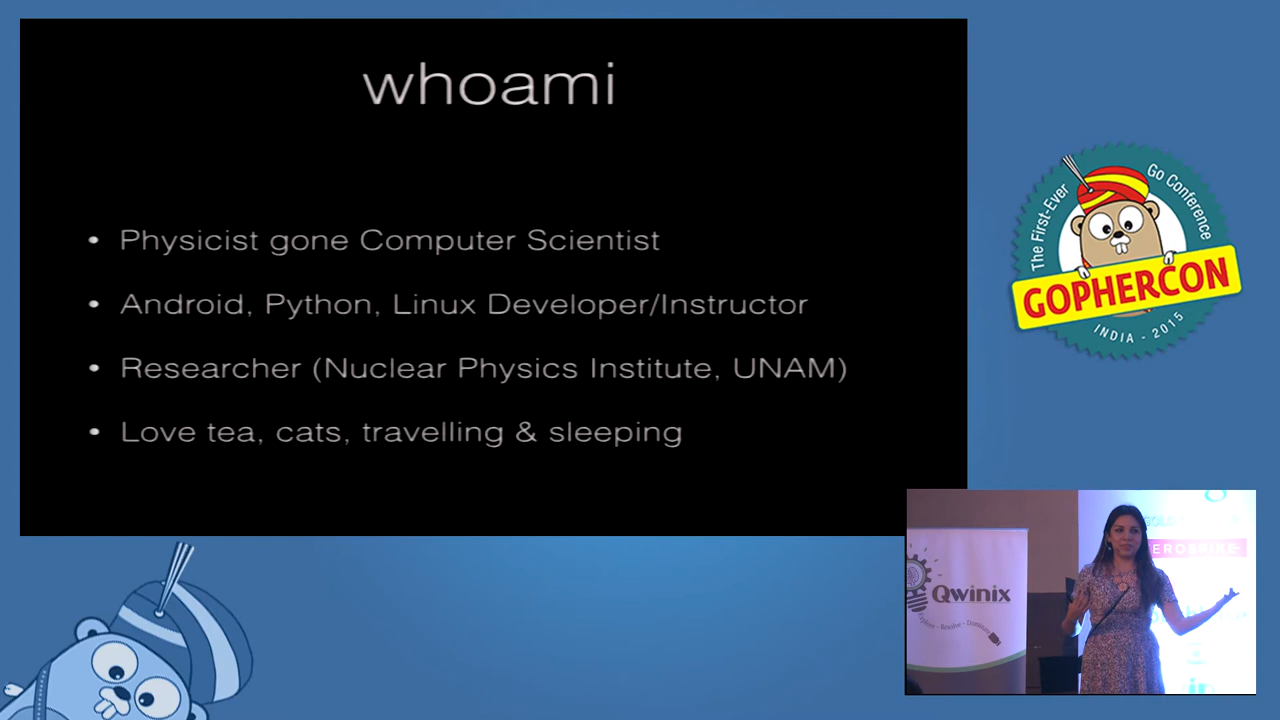 whoami
• Physicist gone Computer Scientist
• Android, Python, Linux Developer/Instructor
• Researcher (Nuclear Physics Institute, UNAM)
• Love tea, cats, travelling & sleeping
The First-Ever Go Conference
GOPHERCON
INDIA - 2015
Qwinix